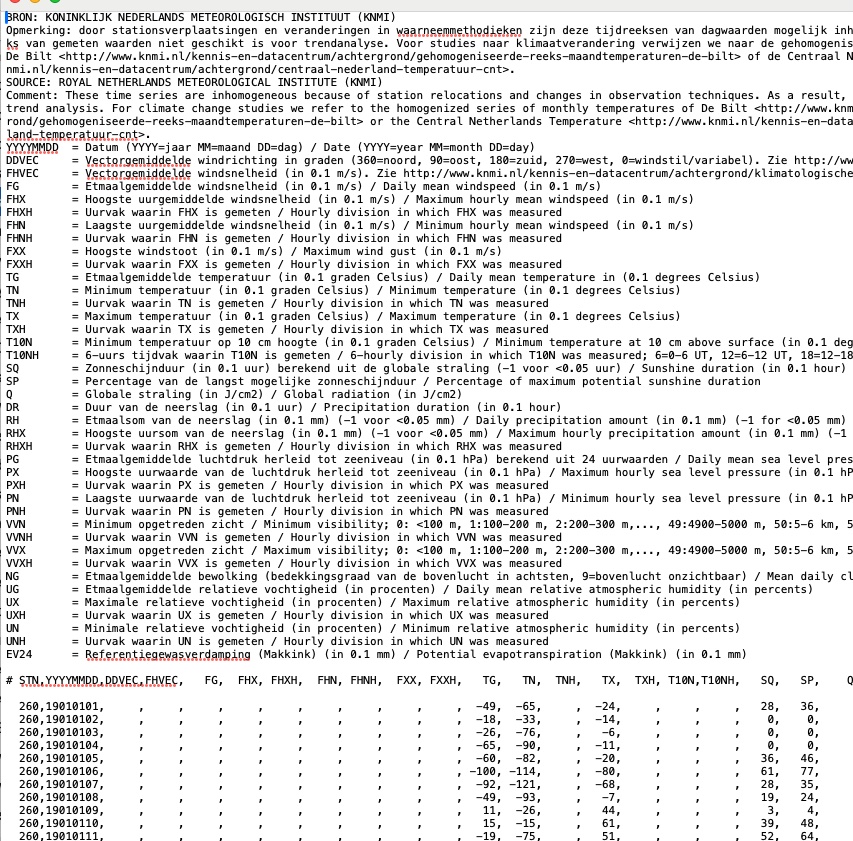 BRON: KONINKLIJK NEDERLANDS METEOROLOGISCH INSTITUUT (KNMI)
Opmerking: door stationsverplaatsingen en veranderingen in waarneemmethodieken zijn deze tijdreeksen van dagwaarden mogelijk inh
ks van gemeten waarden niet geschikt is voor trendanalyse. Voor studies naar klimaatverandering verwijzen we naar de gehomogenis
De Bilt <http://www.knmi.nl/kennis-en-datacentrum/achtergrond/gehomogeniseerde-reeks-maandtemperaturen-de-bilt> of de Centraal N
nmi.nl/kennis-en-datacentrum/achtergrond/centraal-nederland-temperatuur-cnt>.
SOURCE: ROYAL NETHERLANDS METEOROLOGICAL INSTITUTE (KNMI)
Comment: These time series are inhomogeneous because of station relocations and changes in observation techniques. As a result,
trend analysis. For climate change studies we refer to the homogenized series of monthly temperatures of De Bilt <http://www.knm
rond/gehomogeniseerde-reeks-maandtemperaturen-de-bilt> or the Central Netherlands Temperature <http://www.knmi.nl/kennis-en-data
land-temperatuur-cnt>.
YYYYMMDD = Datum (YYYY=jaar MM=maand DD=dag) / Date (YYYY=year MM=month DD=day)
DDVEC = Vectorgemiddelde windrichting in graden (360=noord, 90=oost, 180=zuid, 270=west, 0=windstil/variabel). Zie http://ww
FHVEC = Vectorgemiddelde windsnelheid (in 0.1 m/s). Zie http://www.knmi.nl/kennis-en-datacentrum/achtergrond/klimatologische
FG = Etmaalgemiddelde windsnelheid (in 0.1 m/s) / Daily mean windspeed (in 0.1 m/s)
FHX = Hoogste uurgemiddelde windsnelheid (in 0.1 m/s) / Maximum hourly mean windspeed (in 0.1 m/s)
FHXH = Uurvak waarin FHX is gemeten / Hourly division in which FHX was measured
FHN = Laagste uurgemiddelde windsnelheid (in 0.1 m/s) / Minimum hourly mean windspeed (in 0.1 m/s)
FHNH = Uurvak waarin FHN is gemeten / Hourly division in which FHN was measured
FXX = Hoogste windstoot (in 0.1 m/s) / Maximum wind gust (in 0.1 m/s)
FXXH = Uurvak waarin FXX is gemeten / Hourly division in which FXX was measured
TG = Etmaalgemiddelde temperatuur (in 0.1 graden Celsius) / Daily mean temperature in (0.1 degrees Celsius)
TN = Minimum temperatuur (in 0.1 graden Celsius) / Minimum temperature (in 0.1 degrees Celsius)
TNH = Uurvak waarin TN is gemeten / Hourly division in which TN was measured
TX = Maximum temperatuur (in 0.1 graden Celsius) / Maximum temperature (in 0.1 degrees Celsius)
TXH = Uurvak waarin TX is gemeten / Hourly division in which TX was measured
T10N = Minimum temperatuur op 10 cm hoogte (in 0.1 graden Celsius) / Minimum temperature at 10 cm above surface (in 0.1 deg
T10NH = 6-uurs tijdvak waarin T10N is gemeten / 6-hourly division in which T10N was measured; 6=0-6 UT, 12=6-12 UT, 18=12-18
SQ = Zonneschijnduur (in 0.1 uur) berekend uit de globale straling (-1 voor <0.05 uur) / Sunshine duration (in 0.1 hour)
SP = Percentage van de langst mogelijke zonneschijnduur / Percentage of maximum potential sunshine duration
Q = Globale straling (in J/cm2) / Global radiation (in J/cm2)
DR = Duur van de neerslag (in 0.1 uur) / Precipitation duration (in 0.1 hour)
RH = Etmaalsom van de neerslag (in 0.1 mm) (-1 voor <0.05 mm) / Daily precipitation amount (in 0.1 mm) (-1 for <0.05 mm)
RHX = Hoogste uursom van de neerslag (in 0.1 mm) (-1 voor <0.05 mm) / Maximum hourly precipitation amount (in 0.1 mm) (-1
RHXH = Uurvak waarin RHX is gemeten / Hourly division in which RHX was measured
PG = Etmaalgemiddelde luchtdruk herleid tot zeeniveau (in 0.1 hPa) berekend uit 24 uurwaarden / Daily mean sea level pres
PX = Hoogste uurwaarde van de luchtdruk herleid tot zeeniveau (in 0.1 hPa) / Maximum hourly sea level pressure (in 0.1 hP
PXH = Uurvak waarin PX is gemeten / Hourly division in which PX was measured
PN = Laagste uurwaarde van de luchtdruk herleid tot zeeniveau (in 0.1 hPa) / Minimum hourly sea level pressure (in 0.1 hP
PNH = Uurvak waarin PN is gemeten / Hourly division in which PN was measured
VVN = Minimum opgetreden zicht / Minimum visibility; 0: <100 m, 1:100-200 m, 2:200-300 m,..., 49:4900-5000 m, 50:5-6 km, 5
VVNH = Uurvak waarin VVN is gemeten / Hourly division in which VVN was measured
VVX = Maximum opgetreden zicht / Maximum visibility; 0: <100 m, 1:100-200 m, 2:200-300 m,..., 49:4900-5000 m, 50:5-6 km, 5
VVXH = Uurvak waarin VVX is gemeten / Hourly division in which VVX was measured
NG = Etmaalgemiddelde bewolking (bedekkingsgraad van de bovenlucht in achtsten, 9=bovenlucht onzichtbaar) / Mean daily cl
UG = Etmaalgemiddelde relatieve vochtigheid (in procenten) / Daily mean relative atmospheric humidity (in percents)
UX = Maximale relatieve vochtigheid (in procenten) / Maximum relative atmospheric humidity (in percents)
UXH = Uurvak waarin UX is gemeten / Hourly division in which UX was measured
UN = Minimale relatieve vochtigheid (in procenten) / Minimum relative atmospheric humidity (in percents)
UNH = Uurvak waarin UN is gemeten / Hourly division in which UN was measured
EV24 = Referentiegewasverdamping (Makkink) (in 0.1 mm) / Potential evapotranspiration (Makkink) (in 0.1 mm)
# STN,YYYYMMDD,DDVEC,FHVEC, FG, FHX, FHXH, FHN, FHNH, FXX, FXXH, TG, TN, TNH, TX, TXH, T10N,T10NH, SQ, SP, Q
260,19010101, , , , , , , , , , -49, -65, , -24, , , , 28, 36,
260,19010102, , , , , , , , , , -18, -33, , -14, , , , 0, 0,
260,19010103, , , , , , , , , , -26, -76, , -6, , , , 0, 0,
260,19010104, , , , , , , , , , -65, -90, , -11, , , , 0, 0,
260,19010105, , , , , , , , , , -60, -82, , -20, , , , 36, 46,
260,19010106, , , , , , , , , , -100, -114, , -80, , , , 61, 77,
260,19010107, , , , , , , , , , -92, -121, , -68, , , , 28, 35,
260,19010108, , , , , , , , , , -49, -93, , -7, , , , 19, 24,
260,19010109, , , , , , , , , , 11, -26, , 44, , , , 3, 4,
260,19010110, , , , , , , , , , 15, -15, , 61, , , , 39, 48,
260,19010111, , , , , , , , , , -19, -75, , 51, , , , 52, 64,